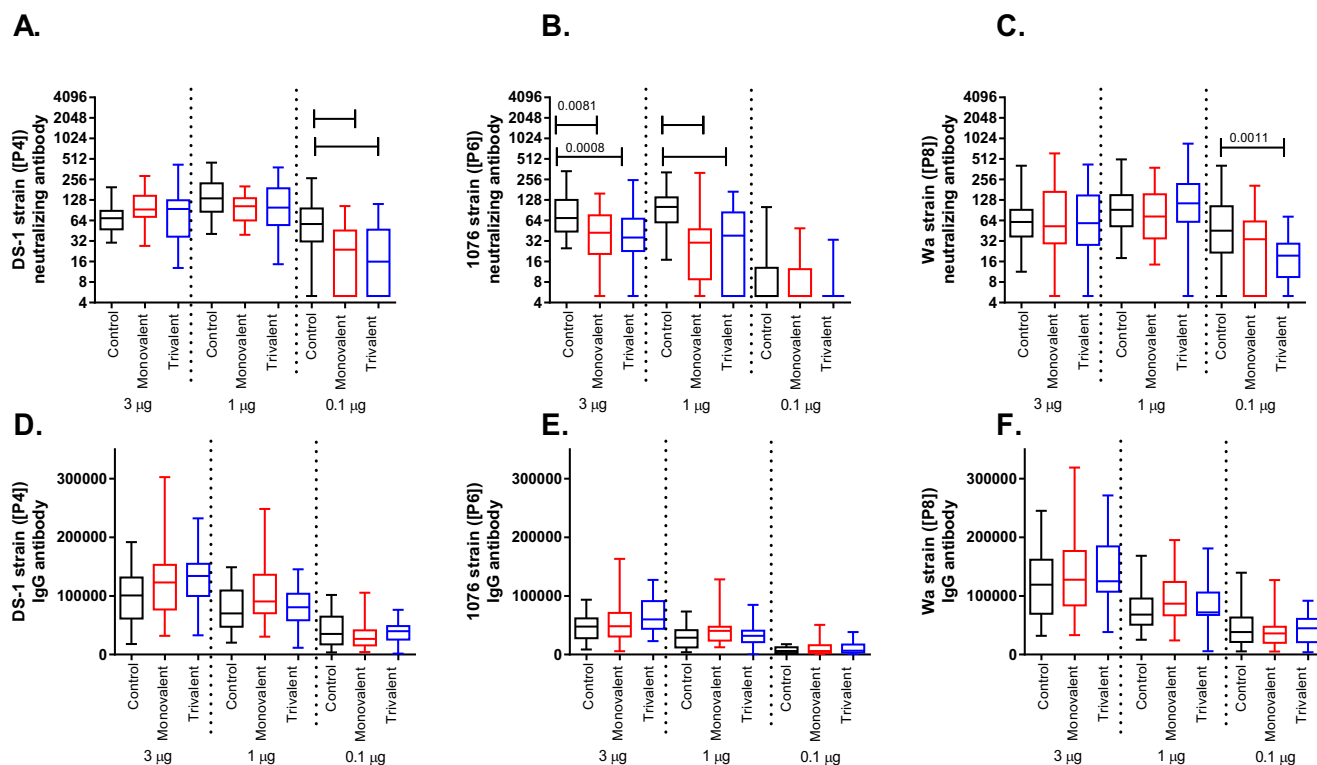 A.
B.
C.
DS-1 strain ([P4])
neutralizing antibody
4096
2048
1024
512
256
128
64
32
16
8
4
Control
Monovalent
Trivalent
Control
Monovalent
Trivalent
Control
Monovalent
Trivalent
3 µg
1 µg
0.1 µg
1076 strain ([P6])
neutralizing antibody
4096
2048
1024
512
256
128
64
32
16
8
4
0.0081
0.0008
Control
Monovalent
Trivalent
Control
Monovalent
Trivalent
Control
Monovalent
Trivalent
3 µg
1 µg
0.1 µg
Wa strain ([P8])
neutralizing antibody
4096
2048
1024
512
256
128
64
32
16
8
4
0.0011
Control
Monovalent
Trivalent
Control
Monovalent
Trivalent
Control
Monovalent
Trivalent
3 µg
1 µg
0.1 µg
D.
E.
F.
DS-1 strain ([P4])
IgG antibody
300000
200000
100000
0
Control
Monovalent
Trivalent
Control
Monovalent
Trivalent
Control
Monovalent
Trivalent
3 µg
1 µg
0.1 µg
1076 strain ([P6])
IgG antibody
300000
200000
100000
0
Control
Monovalent
Trivalent
Control
Monovalent
Trivalent
Control
Monovalent
Trivalent
3 µg
1 µg
0.1 µg
Wa strain ([P8])
IgG antibody
300000
200000
100000
0
Control
Monovalent
Trivalent
Control
Monovalent
Trivalent
Control
Monovalent
Trivalent
3 µg
1 µg
0.1 µg